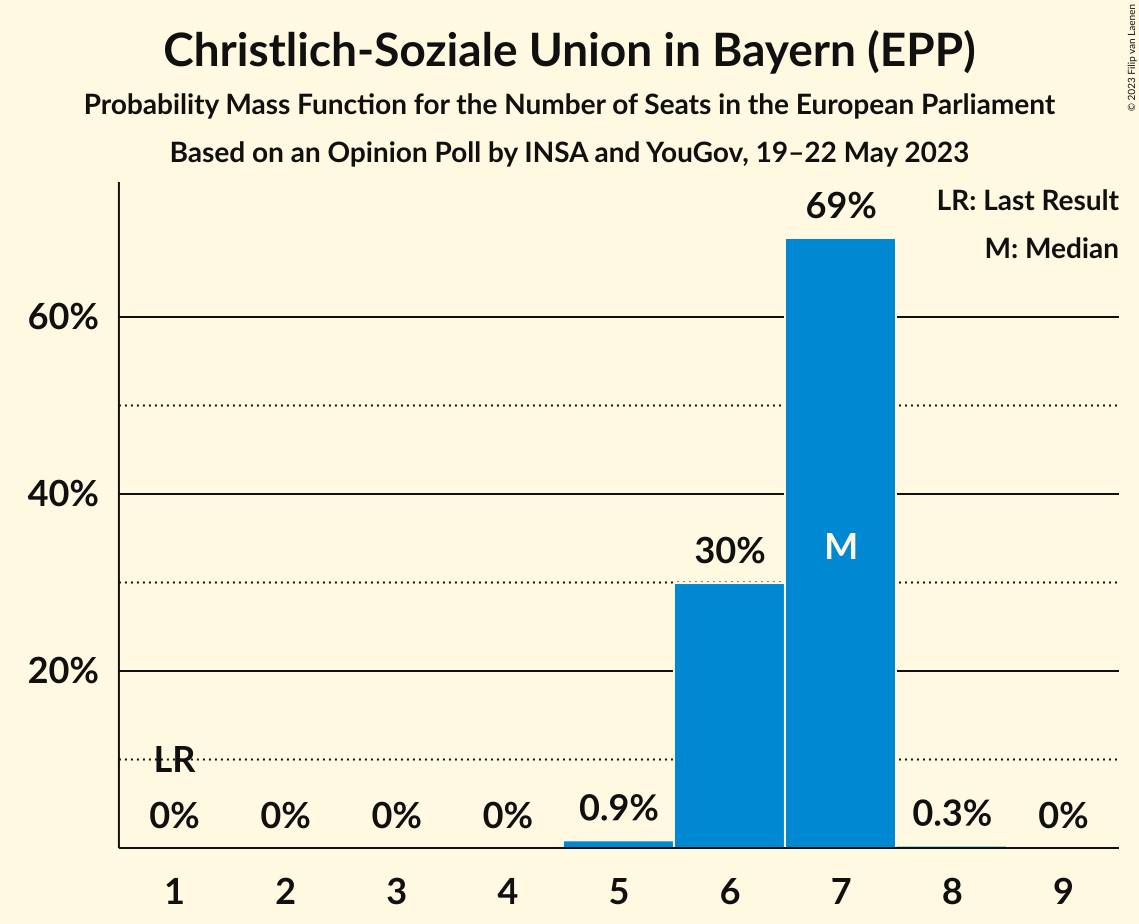 Christlich-Soziale Union in Bayern (EPP)
Probability Mass Function for the Number of Seats in the European Parliament
Based on an Opinion Poll by INSA and YouGov, 19–22 May 2023
© 2023 Filip van Laenen
LR: Last Result
M: Median
69%
60%
40%
30%
M
20%
LR
0% 0% 0% 0% 0.9% 0.3% 0%
1 2 3 4 5 6 7 8 9